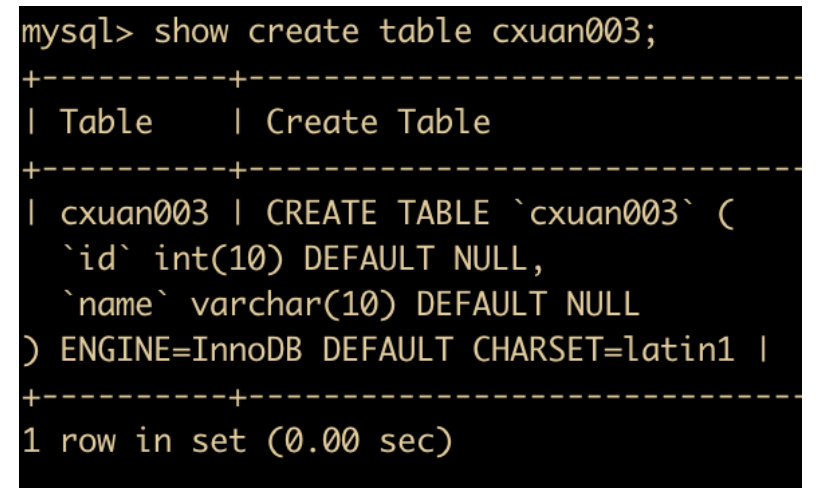 mysql> show create table cxuan003;
+----------+------------------------------
| Table    | Create Table
+----------+------------------------------
| cxuan003 | CREATE TABLE `cxuan003` (
  `id` int(10) DEFAULT NULL,
  `name` varchar(10) DEFAULT NULL
) ENGINE=InnoDB DEFAULT CHARSET=latin1 |
+----------+------------------------------
1 row in set (0.00 sec)